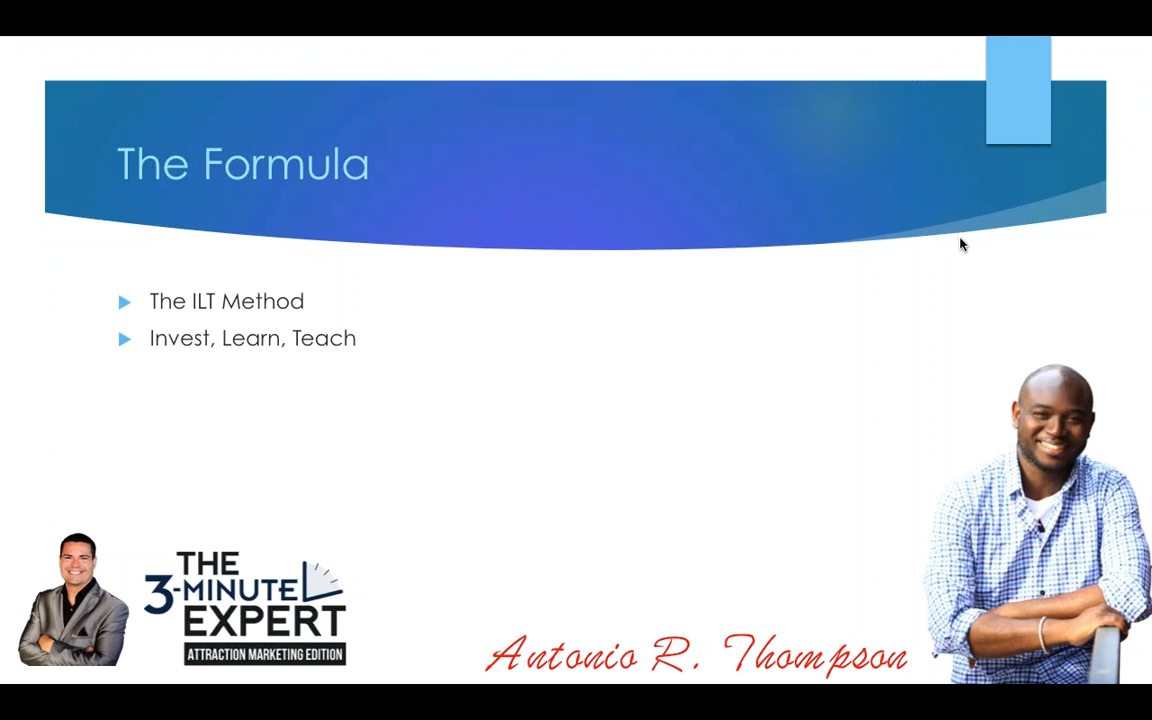 The Formula
The ILT Method
Invest, Learn, Teach
THE
3-MINUTE
EXPERT
ATTRACTION MARKETING EDITION
Antonio R. Thompson